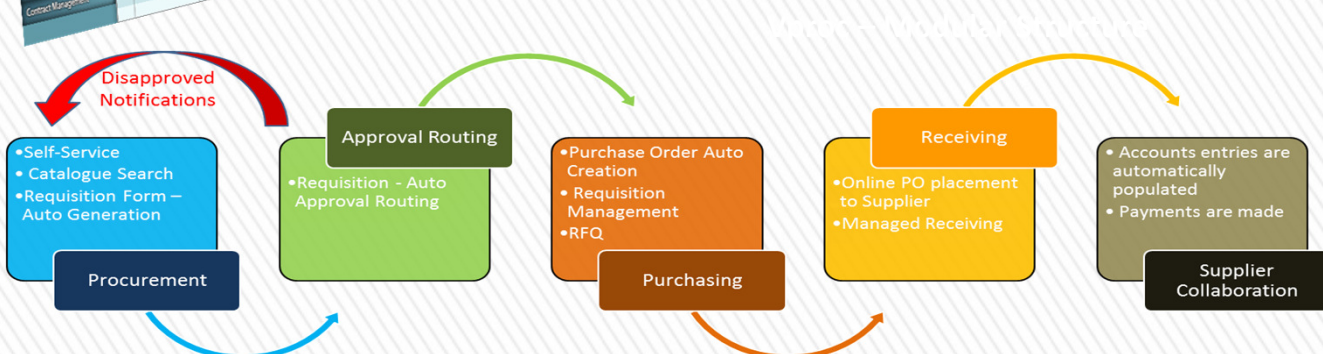 Contract Management
Disapproved
Notifications
•Self-Service
• Catalogue Search
•Requisition Form –
Auto Generation
Procurement
Approval Routing
•Requisition - Auto
Approval Routing
•Purchase Order Auto
Creation
• Requisition
Management
•RFQ
Purchasing
Receiving
•Online PO placement
to Supplier
•Managed Receiving
• Accounts entries are
automatically
populated
• Payments are made
Supplier
Collaboration